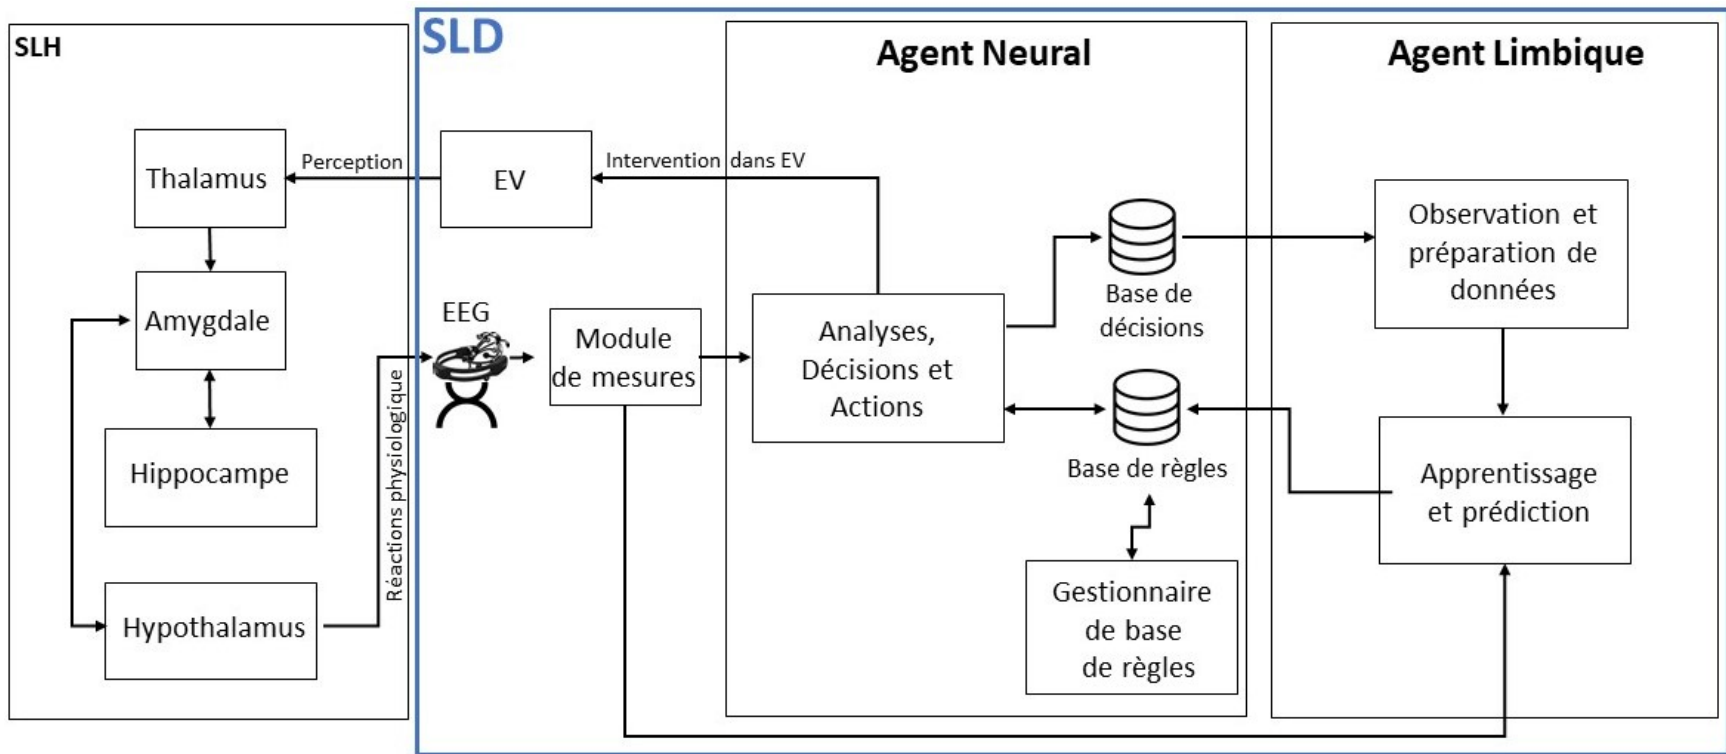 SLH
SLD
Agent Neural
Agent Limbique
Thalamus
Perception
EV
Intervention dans EV
Observation et
préparation de
données
Amygdale
EEG
Module
de mesures
Analyses,
Décisions et
Actions
Base de
décisions
Hippocampe
Réactions physiologique
Base de règles
Apprentissage
et prédiction
Hypothalamus
Gestionnaire
de base
de règles